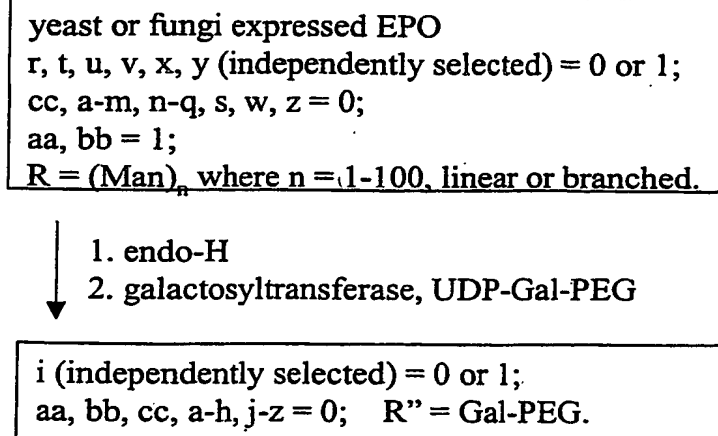 yeast or fungi expressed EPO
r, t, u, v, x, y (independently selected) = 0 or 1;
cc, a-m, n-q, s, w, z = 0;
aa, bb = 1;
R = (Man)n where n = 1-100, linear or branched.
1. endo-H
2. galactosyltransferase, UDP-Gal-PEG
i (independently selected) = 0 or 1;
aa, bb, cc, a-h, j-z = 0; R” = Gal-PEG.